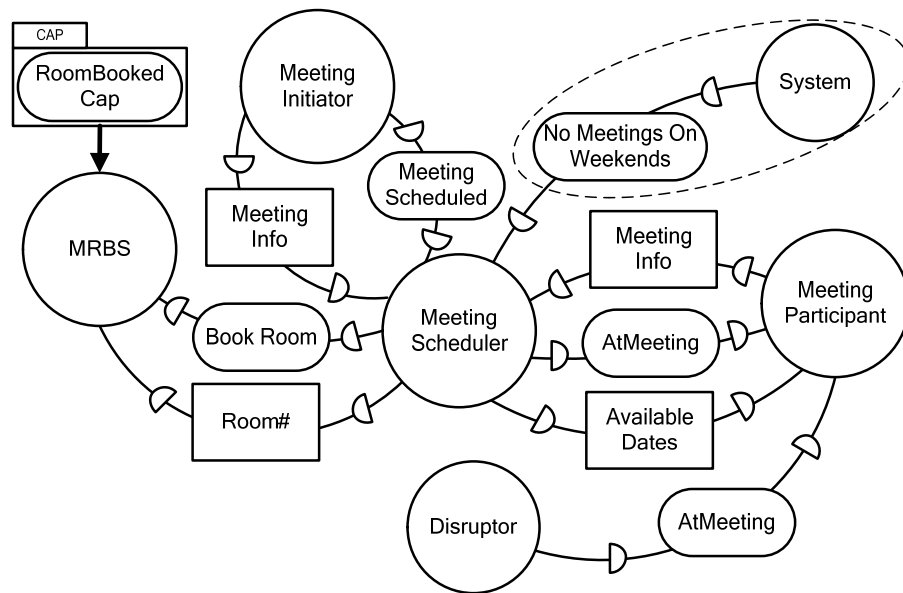 CAP
RoomBooked
Cap
Meeting
Initiator
System
No Meetings On
Weekends
Meeting
Scheduled
Meeting
Info
MRBS
Meeting
Info
Meeting
Participant
Meeting
Scheduler
Book Room
AtMeeting
Room#
Available
Dates
Disruptor
AtMeeting